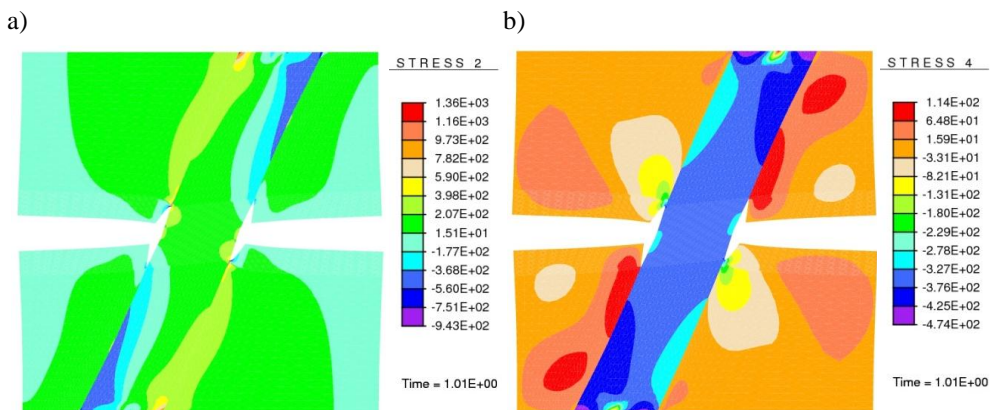 a)
STRESS 2
1.36E+03
1.16E+03
9.73E+02
7.82E+02
5.90E+02
3.98E+02
2.07E+02
1.51E+01
-1.77E+02
-3.68E+02
-5.60E+02
-7.51E+02
-9.43E+02
Time = 1.01E+00
b)
STRESS 4
1.14E+02
6.48E+01
1.59E+01
-3.31E+01
-8.21E+01
-1.31E+02
-1.80E+02
-2.29E+02
-2.78E+02
-3.27E+02
-3.76E+02
-4.25E+02
-4.74E+02
Time = 1.01E+00